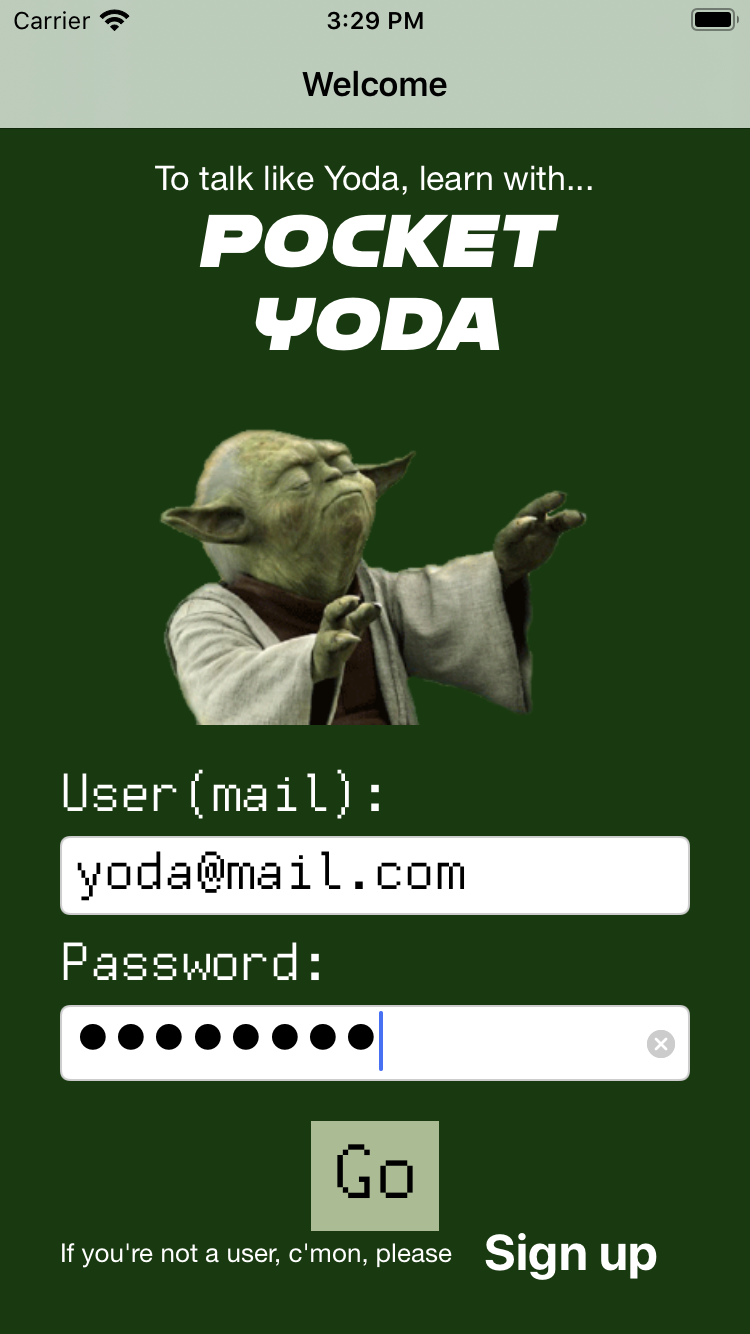 Carrier 3:29 PM
Welcome
To talk like Yoda, learn with...
POCKET
YODA
User(mail):
yoda@mail.com
Password:
●●●●●●●●
Go
If you're not a user, c'mon, please Sign up